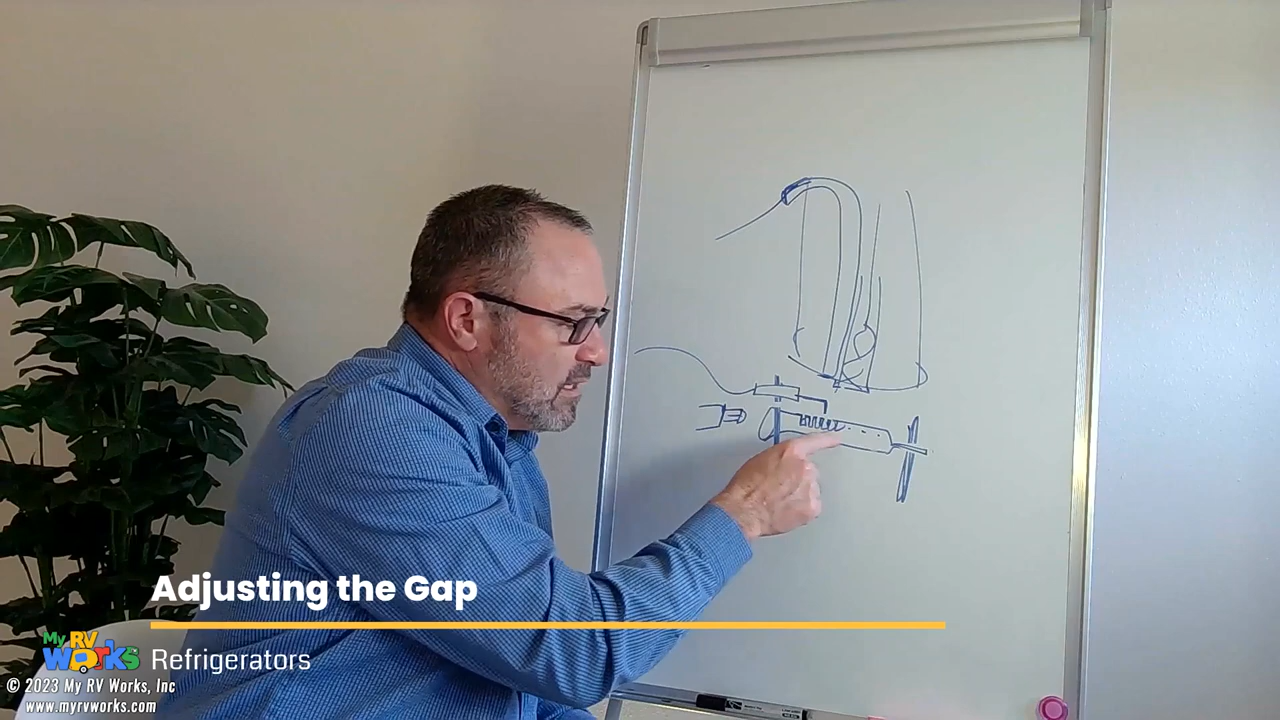 Adjusting the Gap
My RV Works
Refrigerators
© 2023 My RV Works, Inc
www.myrvworks.com